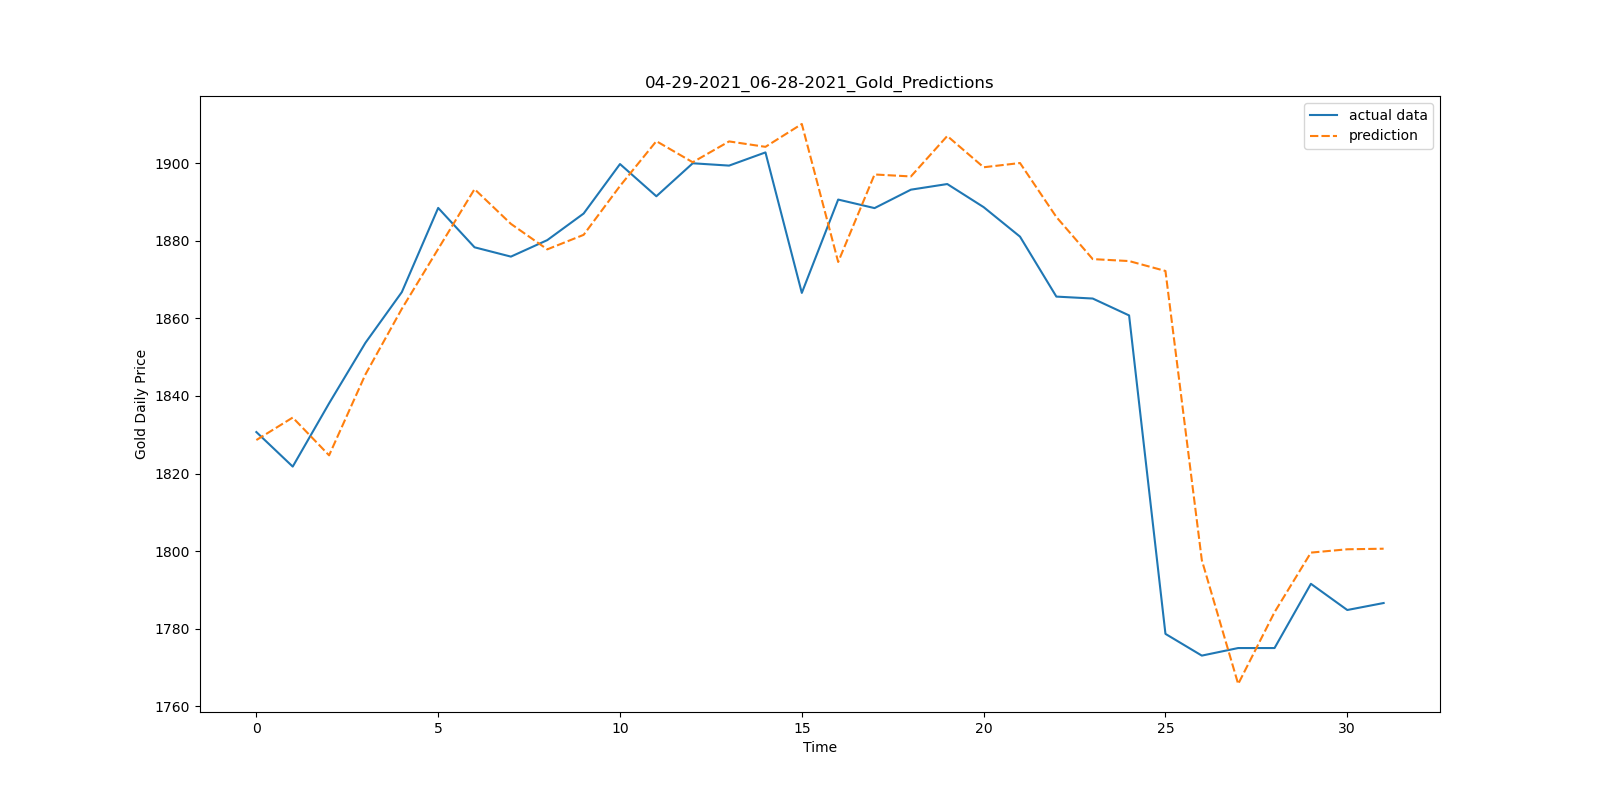 04-29-2021_06-28-2021_Gold_Predictions
actual data
prediction
1900
1880
1860
1840
1820
1800
1780
1760
Gold Daily Price
0 5 10 15 20 25 30
Time